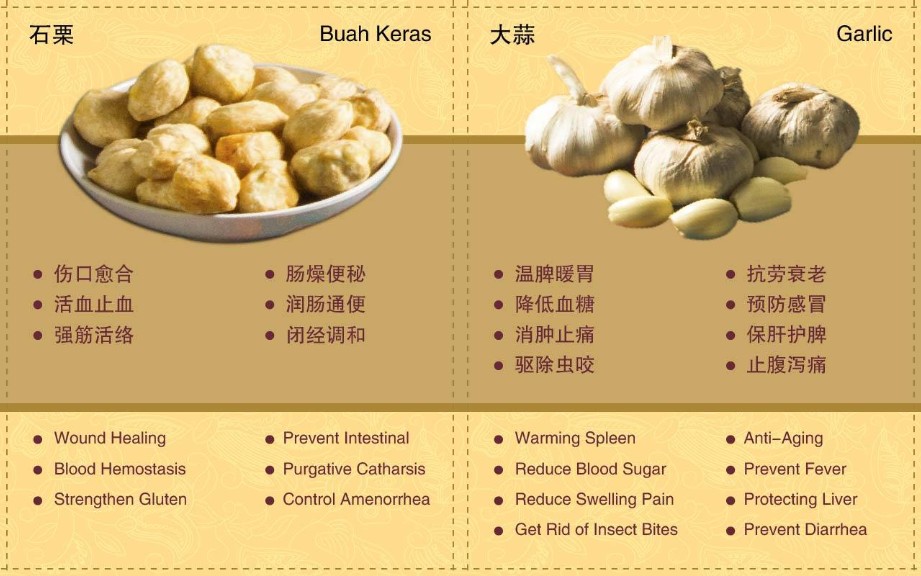 石栗
Buah Keras
伤口愈合
活血止血
强筋活络
肠燥便秘
润肠通便
闭经调和
Wound Healing
Blood Hemostasis
Strengthen Gluten
Prevent Intestinal
Purgative Catharsis
Control Amenorrhea
大蒜
Garlic
温脾暖胃
降低血糖
消肿止痛
驱除虫咬
抗劳衰老
预防感冒
保肝护脾
止腹泻痛
Warming Spleen
Reduce Blood Sugar
Reduce Swelling Pain
Get Rid of Insect Bites
Anti-Aging
Prevent Fever
Protecting Liver
Prevent Diarrhea